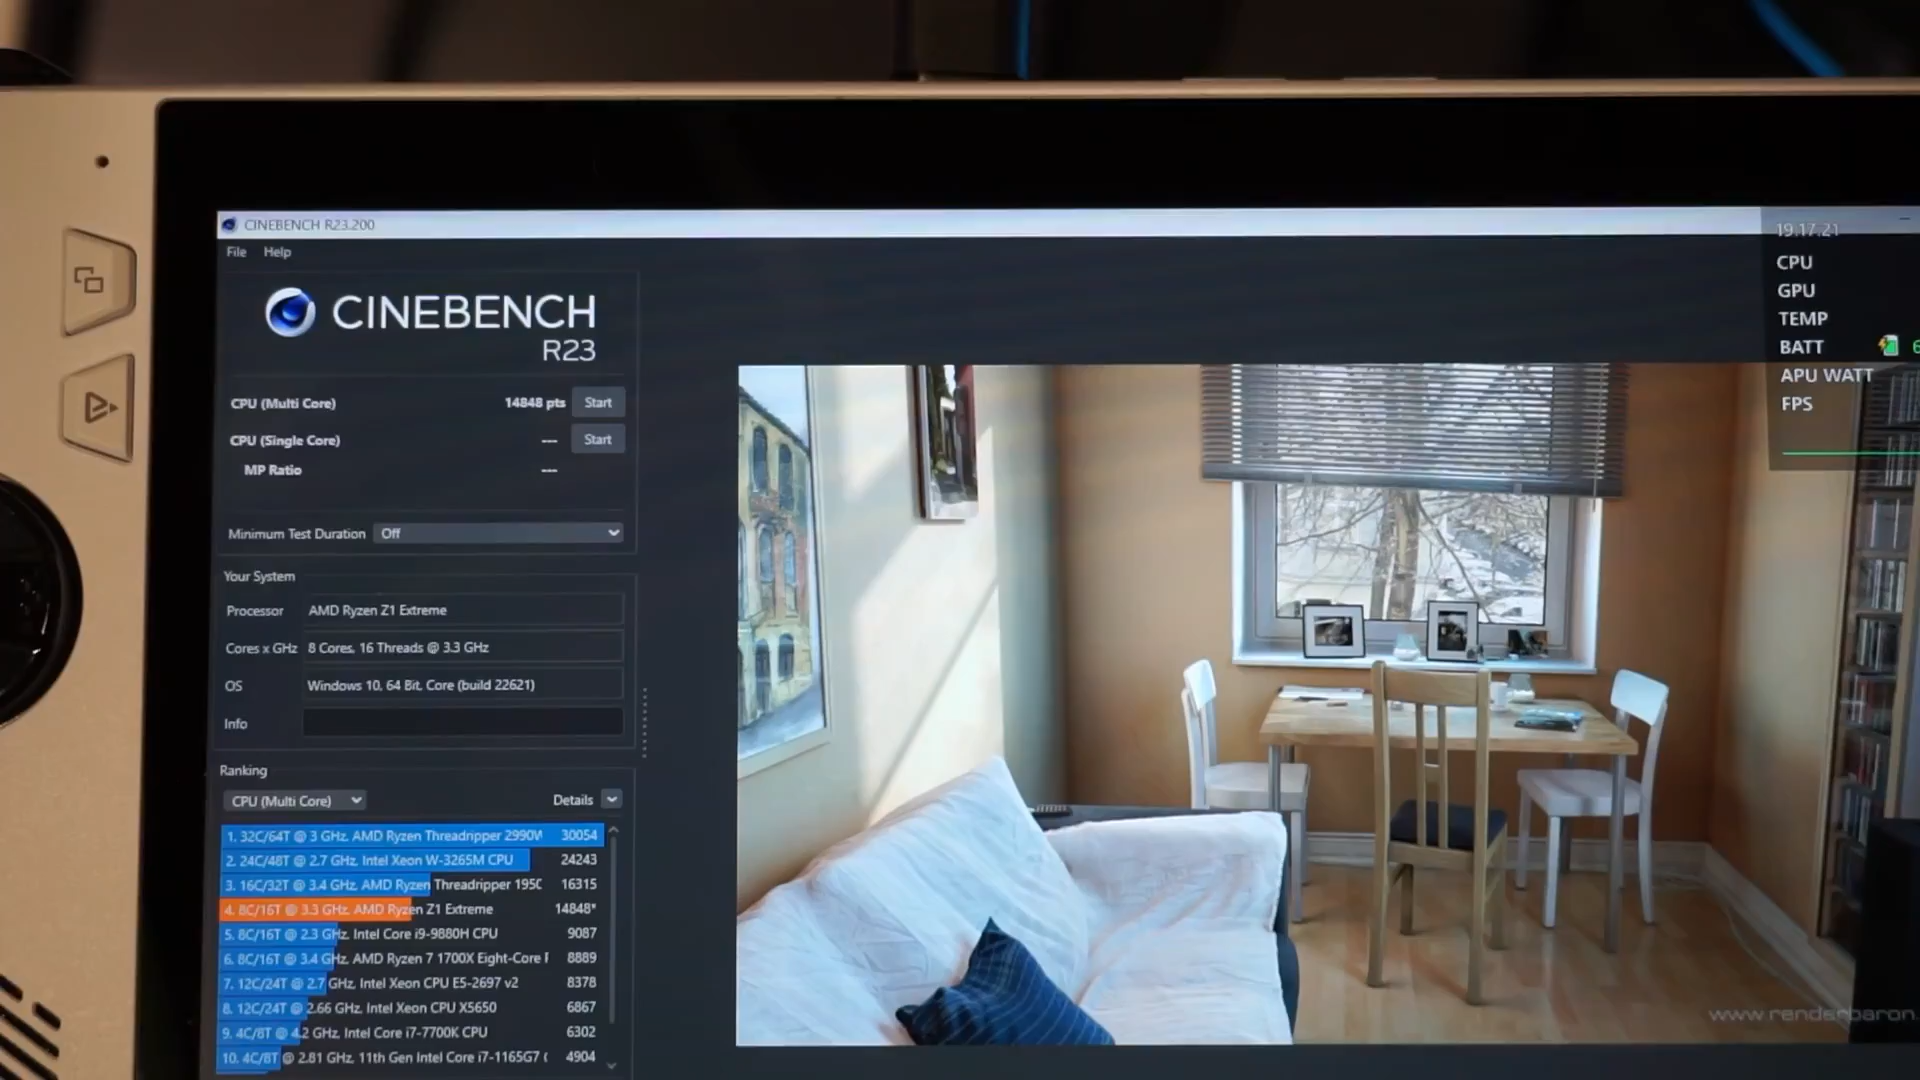 CINEBENCH R23.200
File Help
CINEBENCH
R23
CPU (Multi Core) 14848 pts Start
CPU (Single Core) --- Start
MP Ratio ---
Minimum Test Duration Off
Your System
Processor AMD Ryzen Z1 Extreme
Cores x GHz 8 Cores, 16 Threads @ 3.3 GHz
OS Windows 10, 64 Bit, Core (build 22621)
Info
Ranking
CPU (Multi Core) Details
1. 32C/64T @ 3 GHz, AMD Ryzen Threadripper 2990W 30054
2. 24C/48T @ 2.7 GHz, Intel Xeon W-3265M CPU 24243
3. 16C/32T @ 3.4 GHz, AMD Ryzen Threadripper 195 16315
4. 8C/16T @ 3.3 GHz, AMD Ryzen Z1 Extreme 14848*
5. 8C/16T @ 2.3 GHz, Intel Core i9-9880H CPU 9087
6. 8C/16T @ 3.4 GHz, AMD Ryzen 7 1700X Eight-Core 8889
7. 12C/24T @ 2.7 GHz, Intel Xeon CPU E5-2697 v2 8378
8. 12C/24T @ 2.66 GHz, Intel Xeon CPU X5650 6867
9. 4C/8T @ 4.2 GHz, Intel Core i7-7700K CPU 6302
10. 4C/8T @ 2.81 GHz, 11th Gen Intel Core i7-1165G7 4904
19.17.21
CPU
GPU
TEMP
BATT 6
APU WATT
FPS
www.renderbaron.